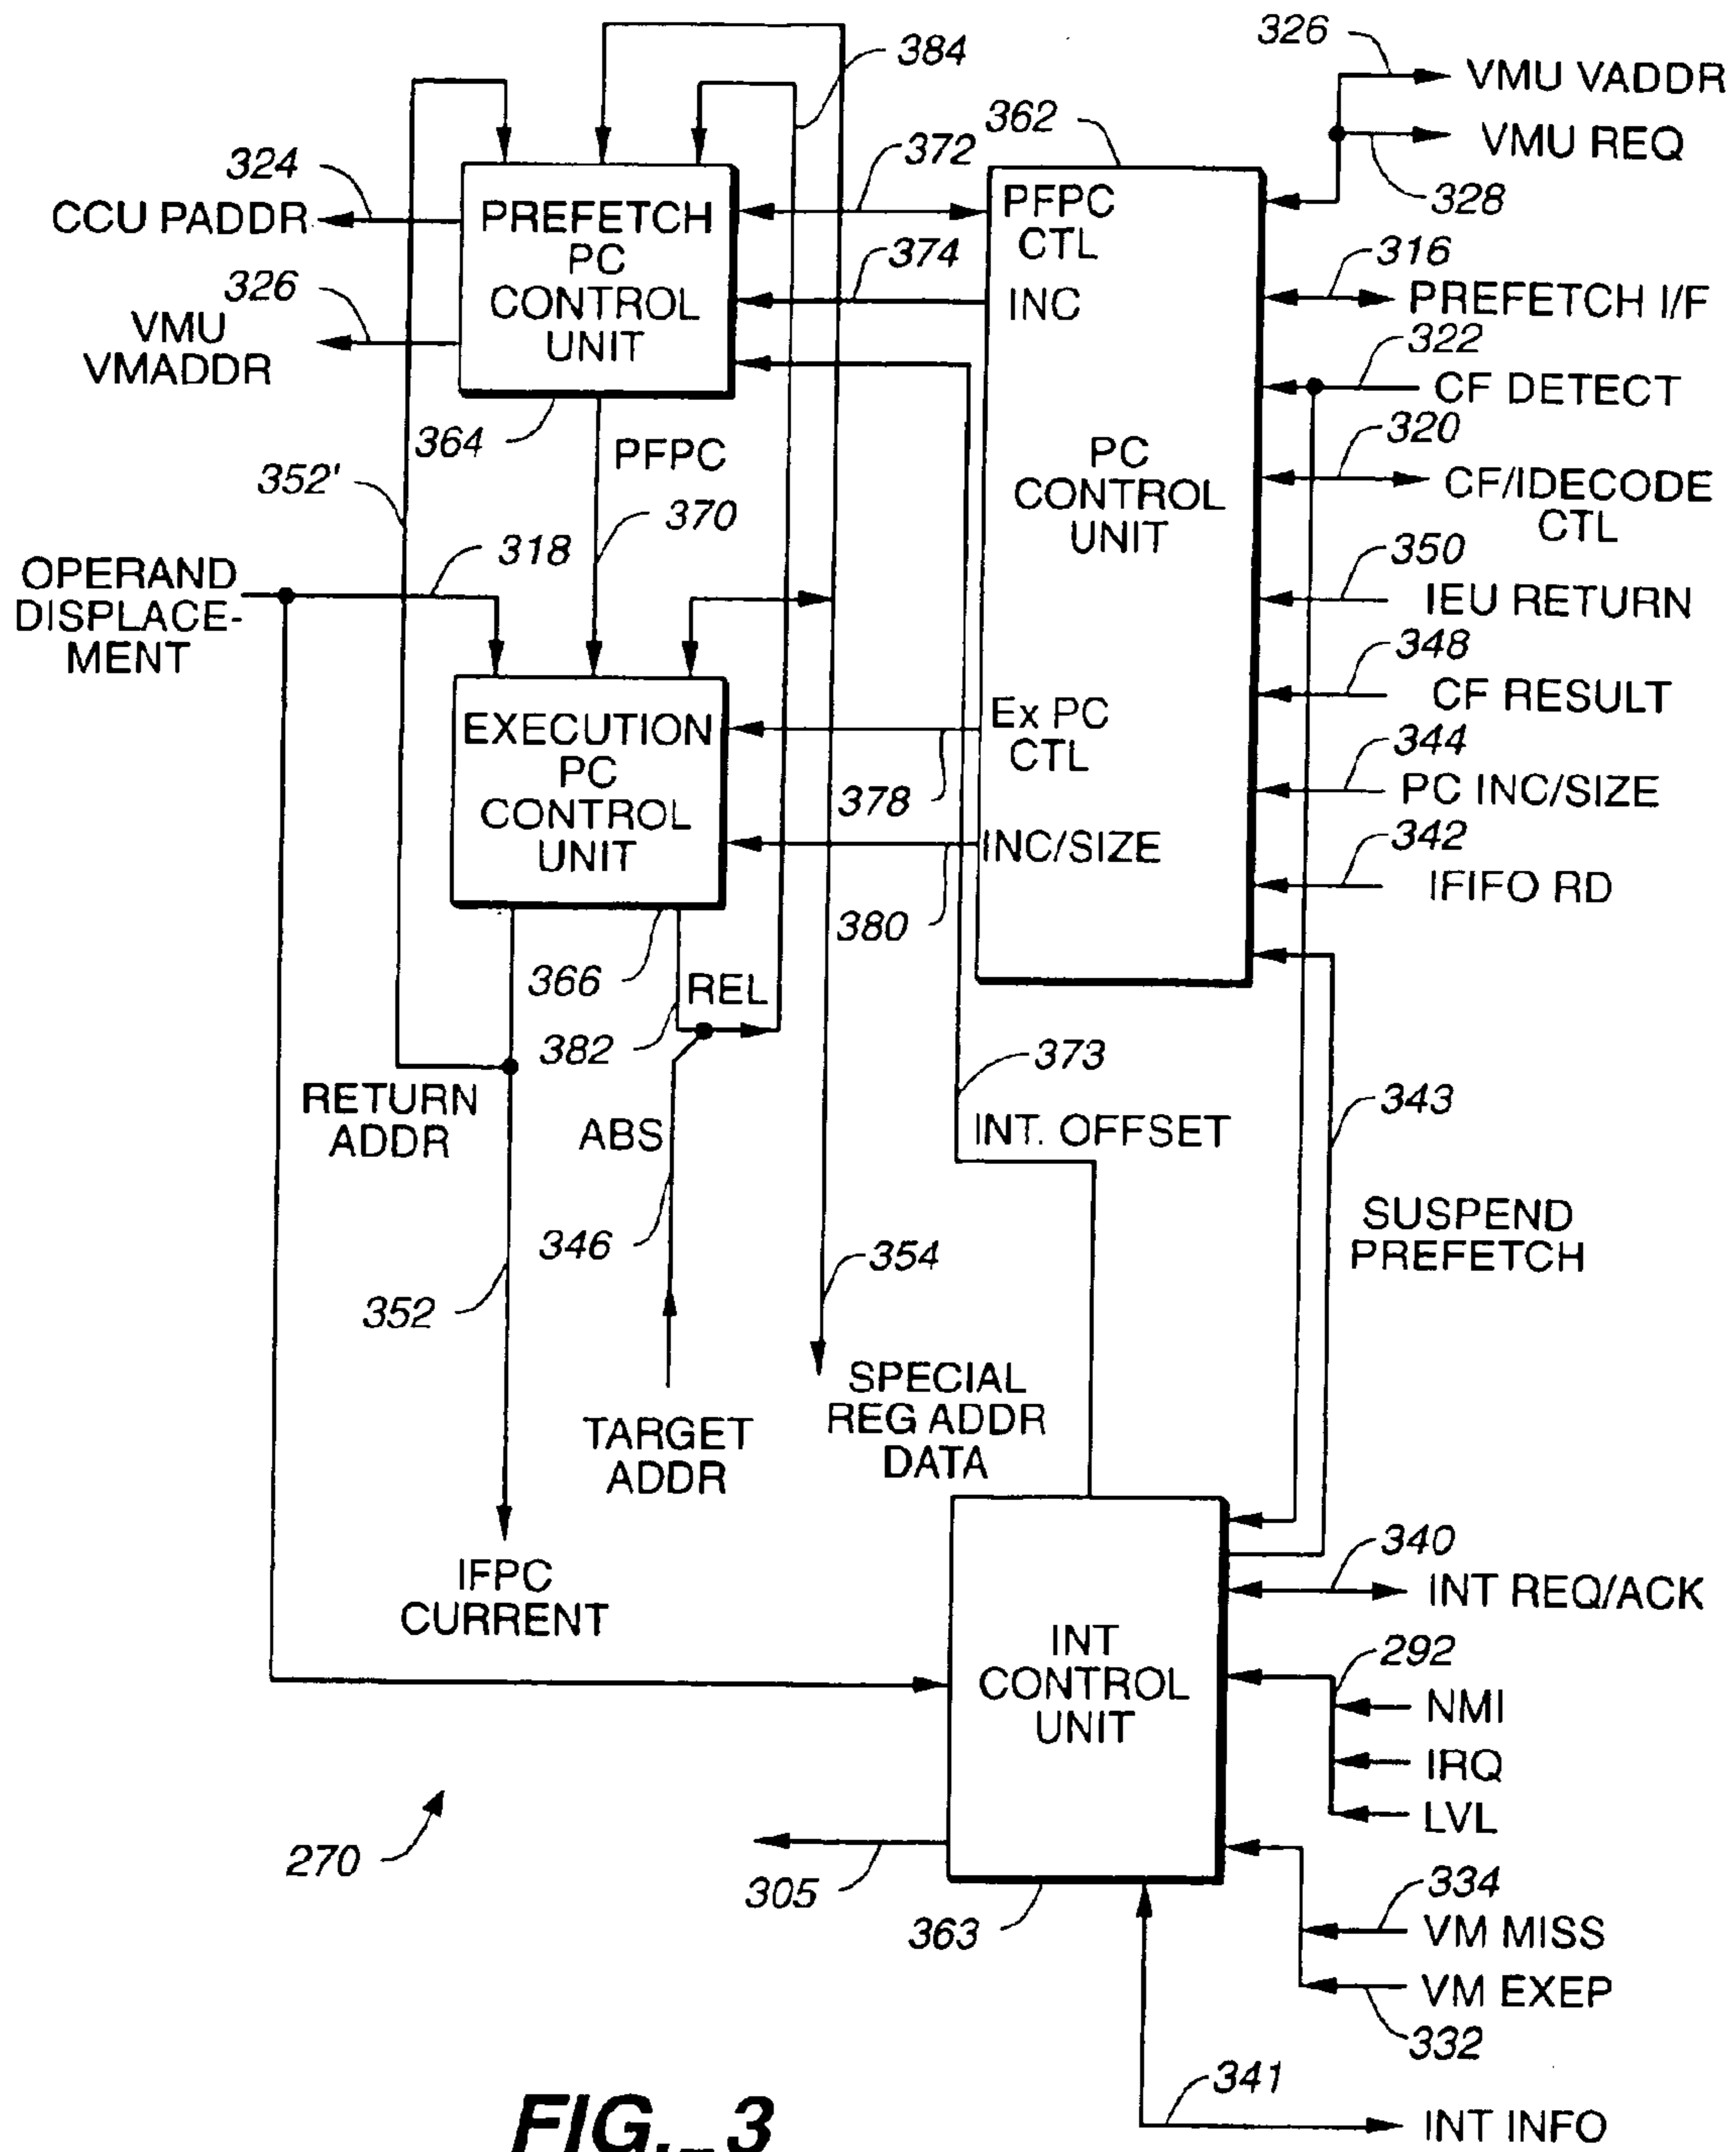 326
VMU VADDR
VMU REQ
328
384
362
372
324
CCU PADDR
PREFETCH
PC
CONTROL
UNIT
PFPC
CTL
374
INC
316
PREFETCH I/F
326
VMU
VMADDR
322
CF DETECT
364
PFPC
320
CF/IDECODE
CTL
PC
CONTROL
UNIT
352'
370
318
OPERAND
DISPLACE-
MENT
350
IEU RETURN
348
CF RESULT
EXECUTION
PC
CONTROL
UNIT
Ex PC
CTL
378
344
PC INC/SIZE
INC/SIZE
342
IFIFO RD
380
366
REL
382
373
RETURN
ADDR
ABS
INT. OFFSET
343
SUSPEND
PREFETCH
346
354
352
SPECIAL
REG ADDR
DATA
TARGET
ADDR
IFPC
CURRENT
340
INT REQ/ACK
INT
CONTROL
UNIT
292
NMI
IRQ
LVL
270
305
363
334
VM MISS
VM EXEP
332
341
INT INFO
FIG._3